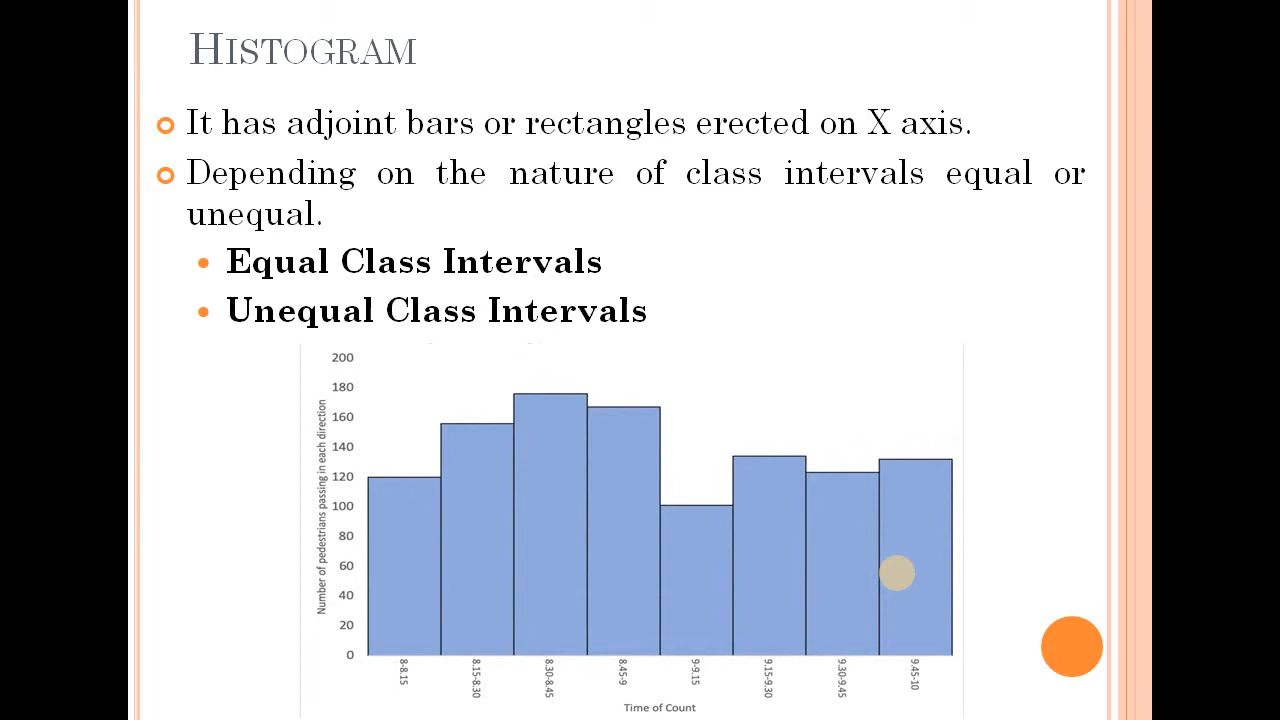 HISTOGRAM
It has adjoint bars or rectangles erected on X axis.
Depending on the nature of class intervals equal or
unequal.
Equal Class Intervals
Unequal Class Intervals
200
180
160
140
120
100
80
60
40
20
0
Number of pedestrians passing in each direction
8-8.15
8.15-8.30
8.30-8.45
8.45-9
9-9.15
9.15-9.30
9.30-9.45
9.45-10
Time of Count